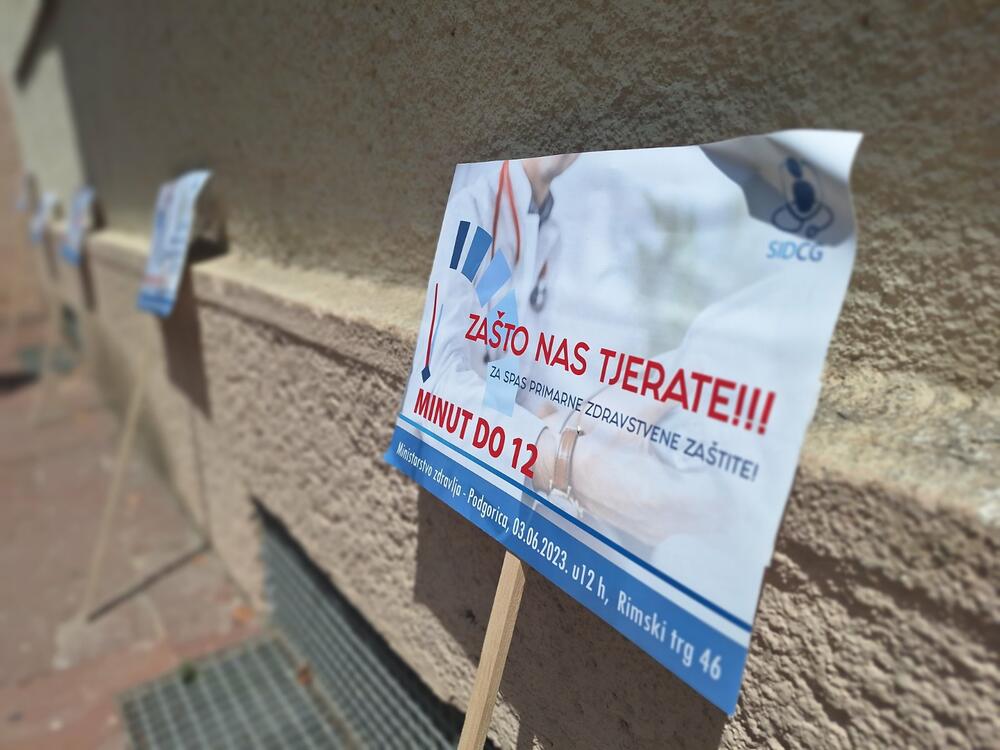 SIDCG
ZAŠTO NAS TJERATE!!!
ZA SPAS PRIMARNE ZDRAVSTVENE ZAŠTITE!
MINUT DO 12
Ministarstvo zdravlja - Podgorica, 03.06.2023. u12 h, Rimski trg 46